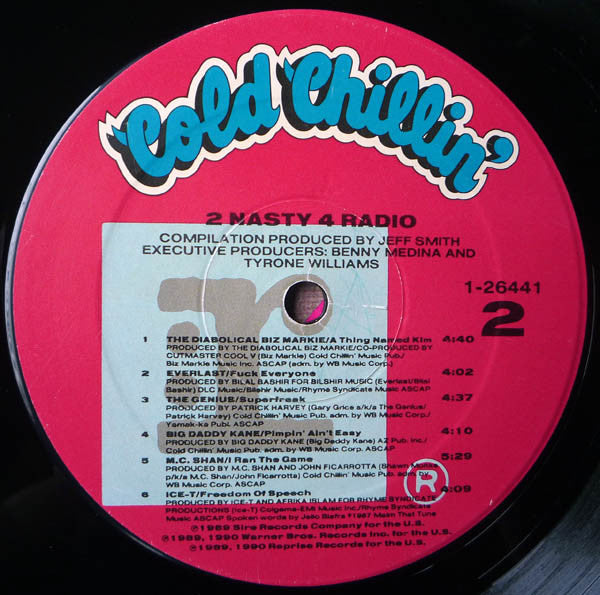 Cold Chillin'
2 NASTY 4 RADIO
COMPILATION PRODUCED BY JEFF SMITH
EXECUTIVE PRODUCERS: BENNY MEDINA AND
TYRONE WILLIAMS
1-26441
2
r
1 THE DIABOLICAL BIZ MARKIE/A Thing Named Kim 4:40
PRODUCED BY THE DIABOLICAL BIZ MARKIE/CO-PRODUCED BY
CUTMASTER COOL V (Biz Markie) Cold Chillin' Music Pub./
Biz Markie Music Inc. ASCAP (adm. by WB Music Corp.)
2 EVERLAST/Fuck Everyone 4:02
PRODUCED BY BILAL BASHIR FOR BILSHIR MUSIC (Everlast/Bilal
Bashir) DLC Music/Bilshir Music/Rhyme Syndicate Music ASCAP
3 THE GENIUS/Superfreak 4:37
PRODUCED BY PATRICK HARVEY (Gary Grice a/k/a The Genius/
Patrick Harvey) Cold Chillin' Music Pub. adm. by WB Music Corp./
Yamak-ka Publ. ASCAP
4 BIG DADDY KANE/Pimpin' Ain't Easy 4:10
PRODUCED BY BIG DADDY KANE (Big Daddy Kane) AZ Pub. Inc./
Cold Chillin' Music Pub. adm. by WB Music Corp. ASCAP
5 M.C. SHAN/I Ran The Game 5:29
PRODUCED BY M.C. SHAN AND JOHN FICARROTTA (Shawn Moltke
p/k/a M.C. Shan/John Ficarrotta) Cold Chillin' Music Pub. adm. by
WB Music Corp. ASCAP
6 ICE-T/Freedom Of Speech 4:09
PRODUCED BY ICE-T AND AFRIKA ISLAM FOR RHYME SYNDICATE
PRODUCTIONS (Ice-T) Colgems-EMI Music Inc./Rhyme Syndicate
Music ASCAP Spoken words by Jello Biafra ℗1987 Mean That Tune
℗1989 Sire Records Company for the U.S.
℗1989, 1990 Warner Bros. Records Inc. for the U.S.
℗1989, 1990 Reprise Records for the U.S.
®